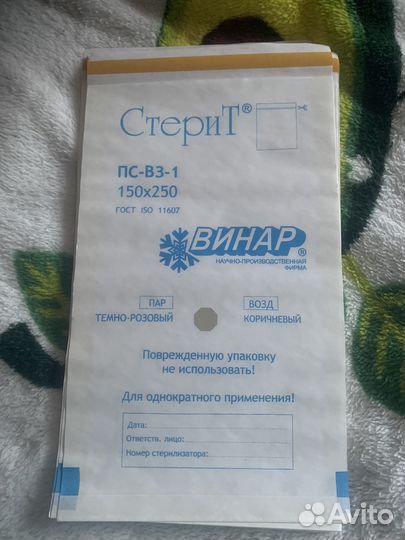 СтериТ®
ПС-ВЗ-1
150х250
ГОСТ ISO 11607
ВИНАР®
НАУЧНО-ПРОИЗВОДСТВЕННАЯ
ФИРМА
ПАР ВОЗД
ТЕМНО-РОЗОВЫЙ КОРИЧНЕВЫЙ
Поврежденную упаковку
не использовать!
Для однократного применения!
Дата:
Ответств. лицо:
Номер стерилизатора:
Avito